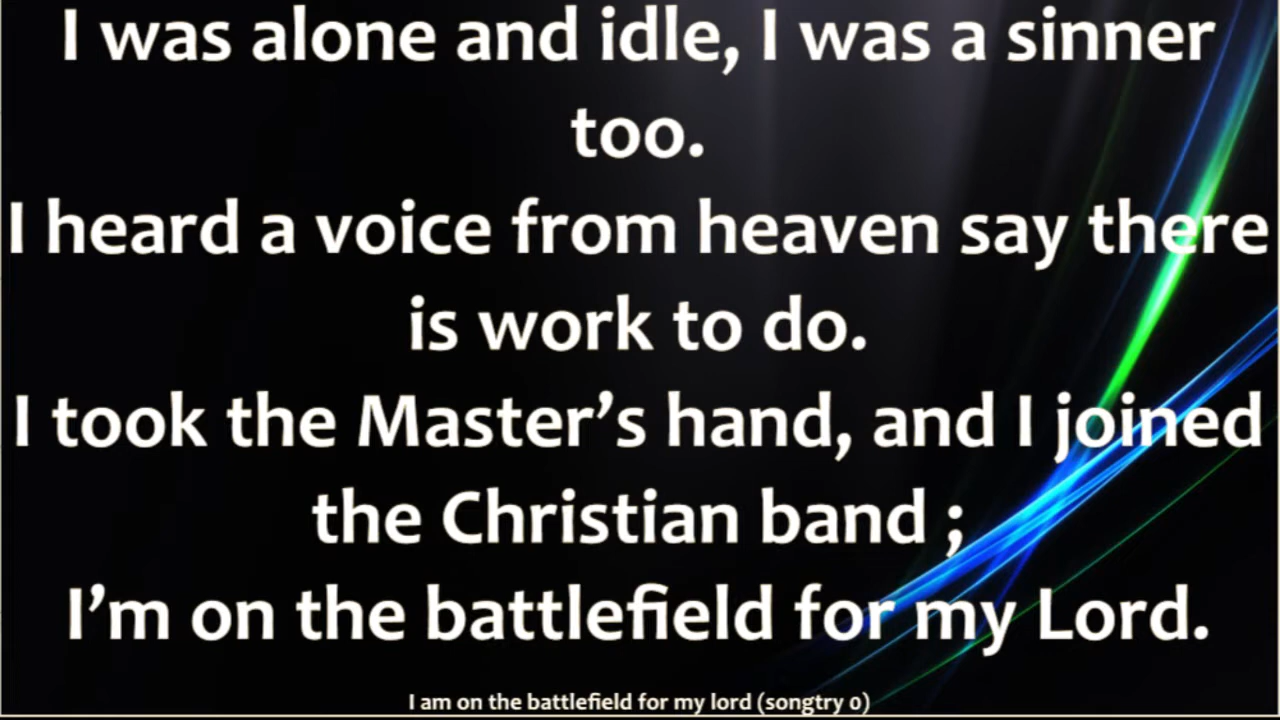 I was alone and idle, I was a sinner
too.
I heard a voice from heaven say there
is work to do.
I took the Master’s hand, and I joined
the Christian band ;
I’m on the battlefield for my Lord.
I am on the battlefield for my lord (songtry 0)